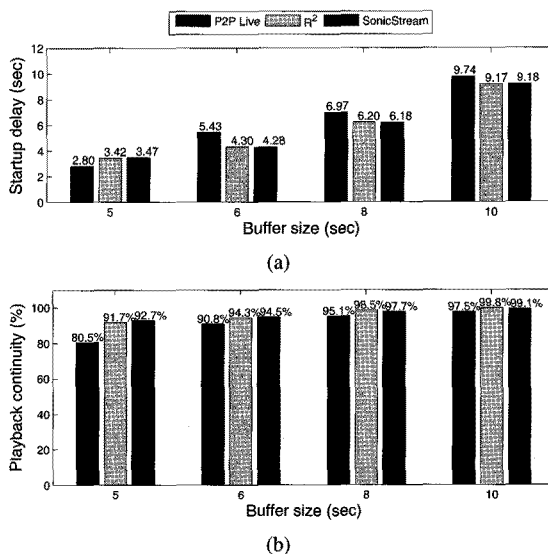 P2P Live R² SonicStream
Startup delay (sec)
12
10
8
6
4
2
0
2.80 3.42 3.47
5.43 4.30 4.28
6.97 6.20 6.18
9.74 9.17 9.18
5 6 8 10
Buffer size (sec)
(a)
Playback continuity (%)
100
80
60
40
20
0
80.5% 91.7% 92.7%
90.8% 94.3% 94.5%
95.1% 98.5% 97.7%
97.5% 99.8% 99.1%
5 6 8 10
Buffer size (sec)
(b)